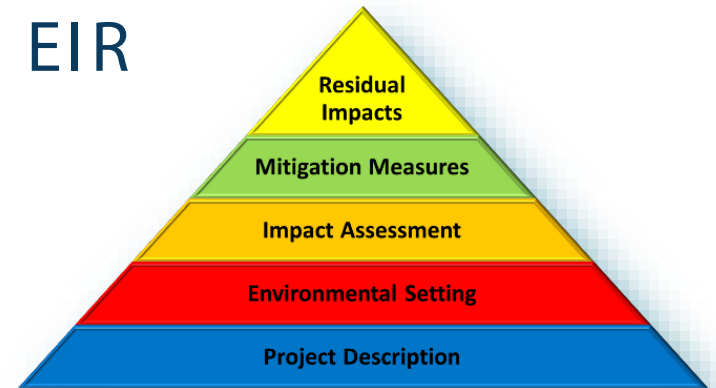 EIR
Residual
Impacts
Mitigation Measures
Impact Assessment
Environmental Setting
Project Description